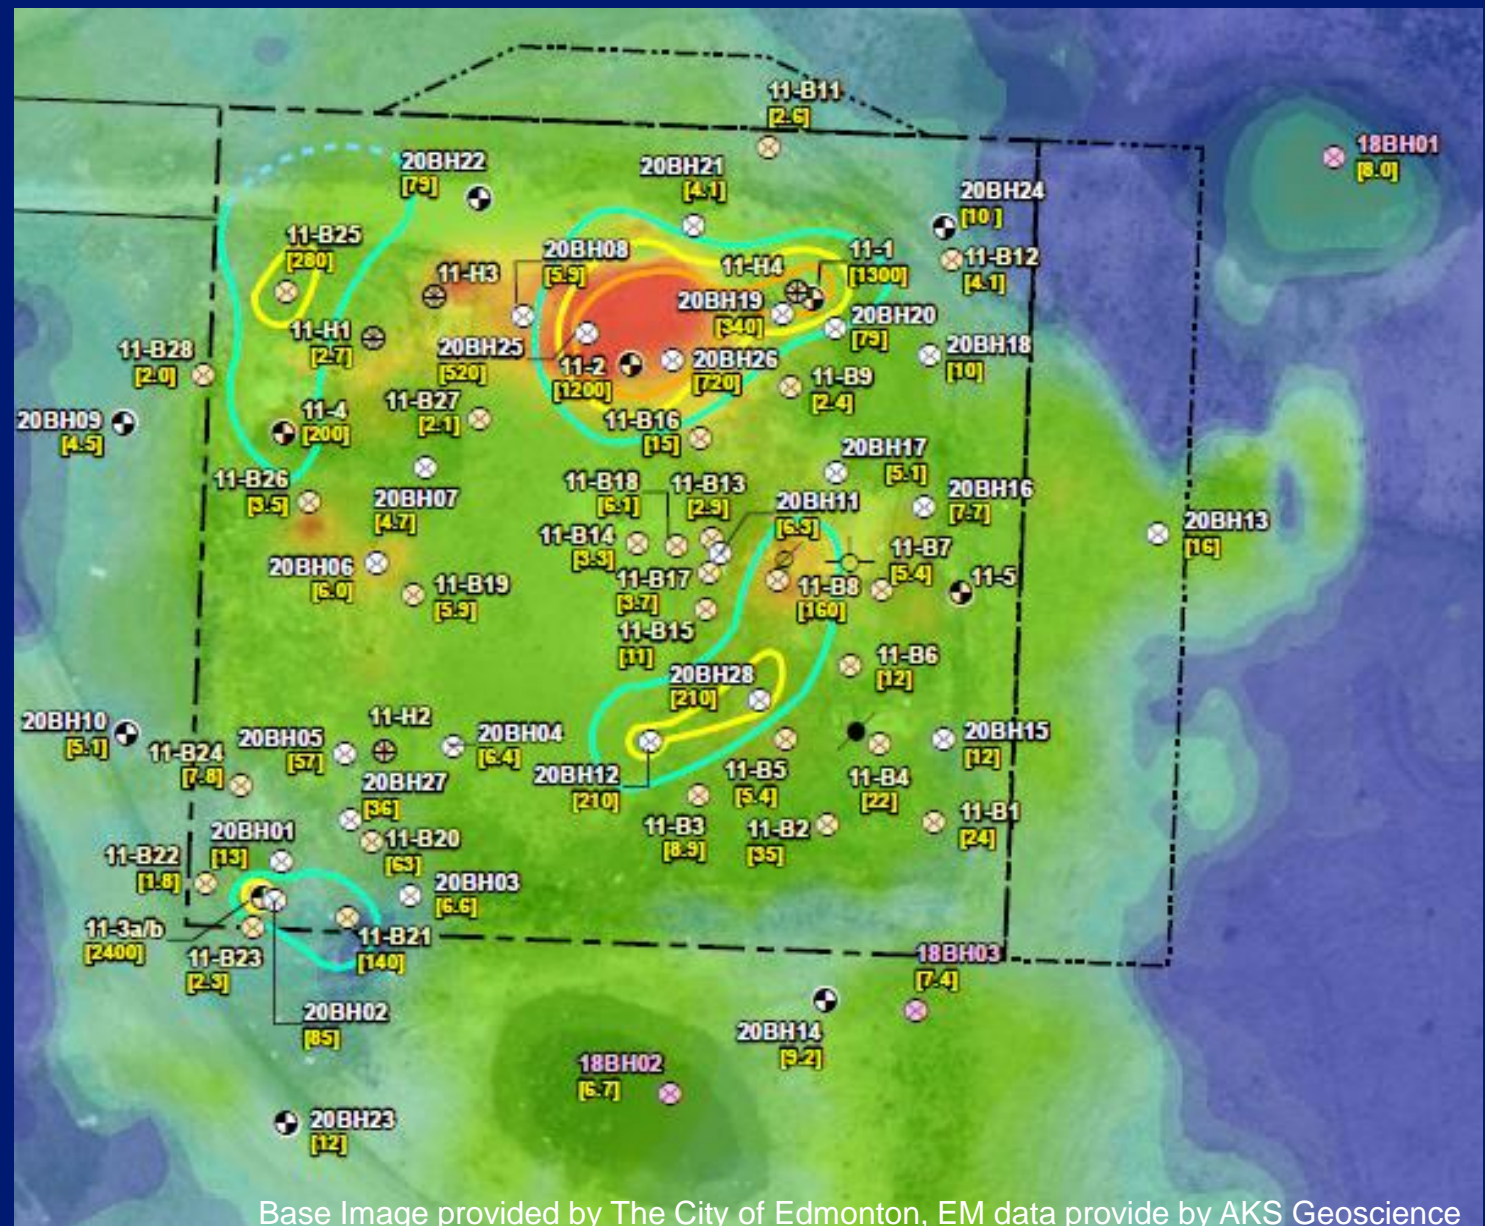 11-B11
[2.6]
18BH01
[8.0]
20BH22
[79]
20BH21
[4.1]
20BH24
[10 ]
11-B25
[280]
20BH08
[5.9]
11-1
[1300]
11-H4
11-B12
[4.1]
11-H3
20BH19
[340]
20BH20
[79]
11-H1
[2.7]
20BH25
[520]
11-2
[1200]
20BH26
[720]
20BH18
[10]
11-B28
[2.0]
11-B9
[2.4]
11-B27
[2.1]
20BH09
[4.5]
11-4
[200]
11-B16
[15]
20BH17
[5.1]
11-B26
[3.5]
20BH07
[4.7]
11-B18
[6.1]
11-B13
[2.9]
20BH11
[6.3]
20BH16
[7.7]
20BH13
[16]
11-B14
[3.3]
11-B7
[5.4]
20BH06
[6.0]
11-B19
[5.9]
11-B17
[3.7]
11-B8
[160]
11-5
11-B15
[11]
11-B6
[12]
20BH28
[210]
20BH10
[5.1]
11-H2
20BH05
[57]
20BH04
[6.4]
20BH15
[12]
11-B24
[7.8]
20BH12
[210]
11-B5
[5.4]
11-B4
[22]
20BH27
[36]
11-B3
[8.9]
11-B2
[35]
11-B1
[24]
20BH01
[13]
11-B20
[63]
11-B22
[1.8]
20BH03
[6.6]
11-3a/b
[2400]
11-B23
[2.3]
11-B21
[140]
18BH03
[7.4]
20BH02
[85]
20BH14
[9.2]
18BH02
[6.7]
20BH23
[12]
Base Image provided by The City of Edmonton, EM data provide by AKS Geoscience